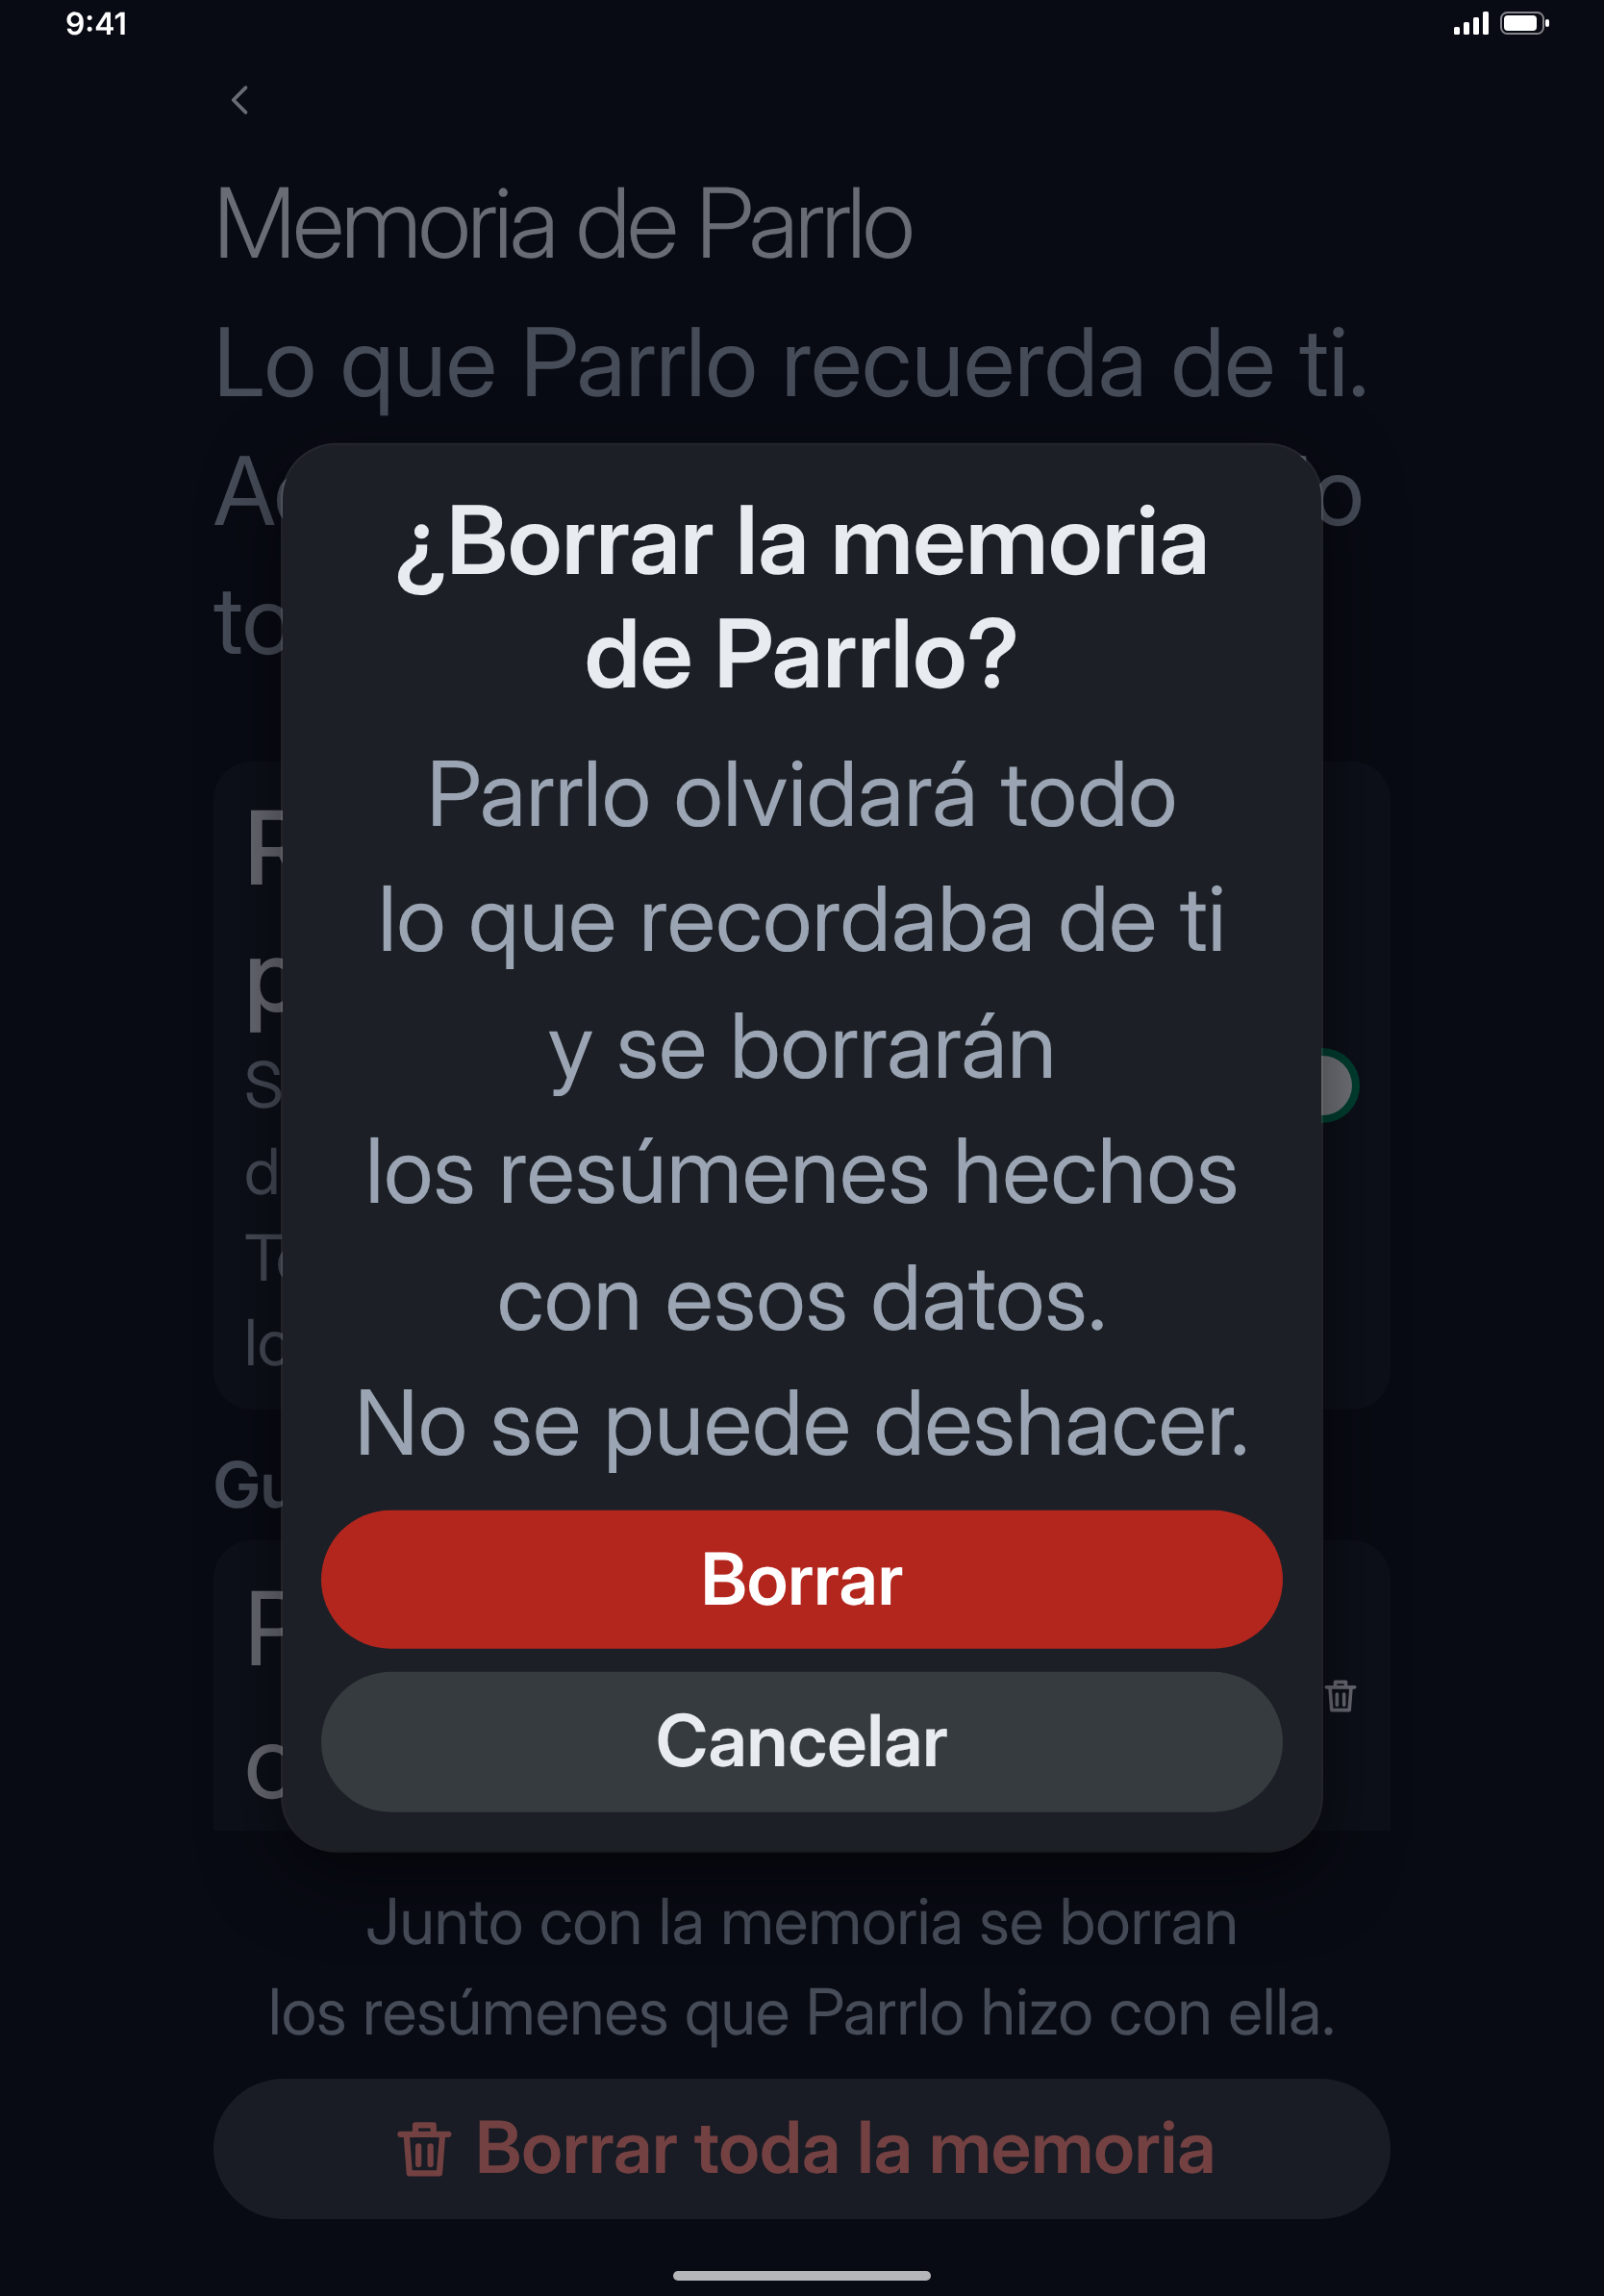 9:41
Memoria de Parrlo
Lo que Parrlo recuerda de ti.
¿Borrar la memoria
de Parrlo?
Parrlo olvidará todo
lo que recordaba de ti
y se borrarán
los resúmenes hechos
con esos datos.
No se puede deshacer.
Borrar
Cancelar
Junto con la memoria se borran
los resúmenes que Parrlo hizo con ella.
Borrar toda la memoria